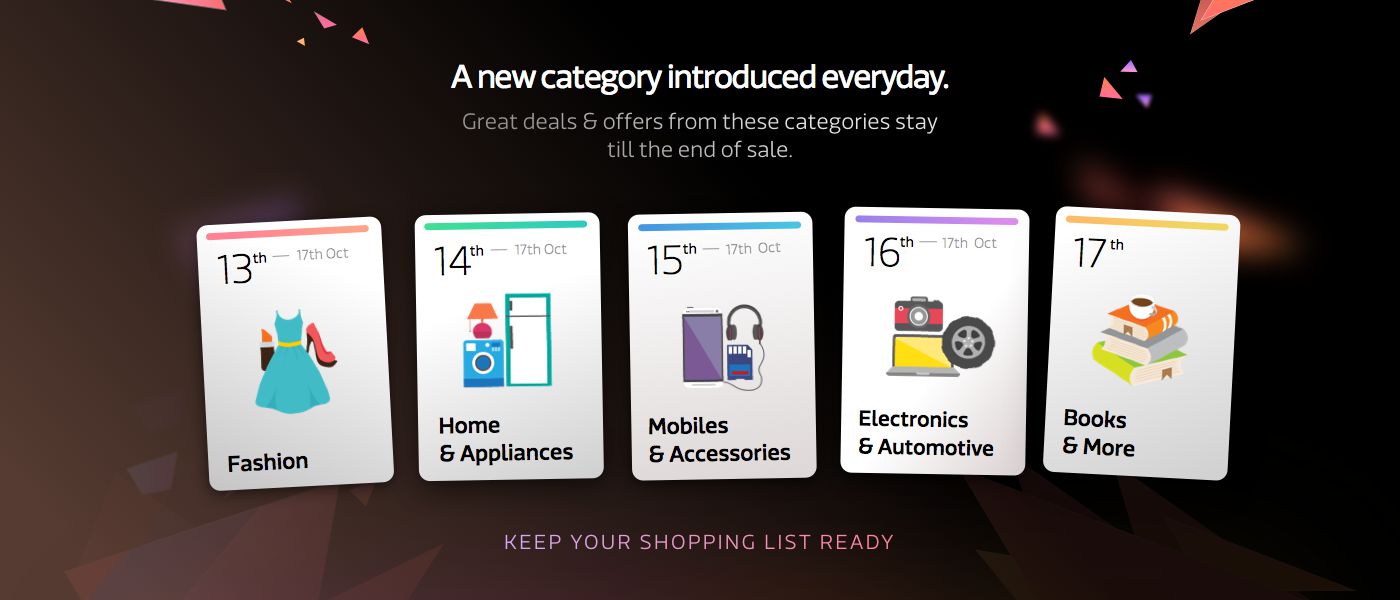 A new category introduced everyday.
Great deals & offers from these categories stay
till the end of sale.
13th — 17th Oct
Fashion
14th — 17th Oct
Home
& Appliances
15th — 17th Oct
Mobiles
& Accessories
16th — 17th Oct
Electronics
& Automotive
17th
Books
& More
KEEP YOUR SHOPPING LIST READY